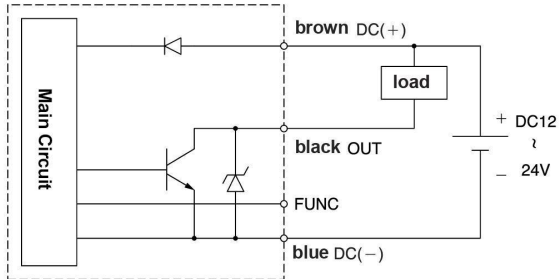 brown DC(+)
load
Main Circuit
+ DC12
~
− 24V
black OUT
FUNC
blue DC(−)